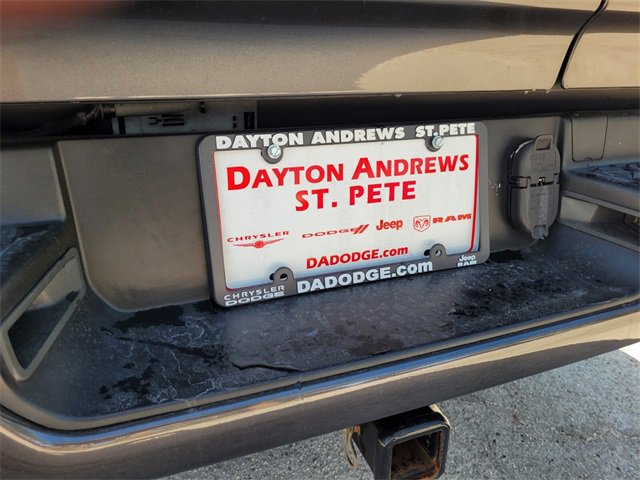 DAYTON ANDREWS ST. PETE
DAYTON ANDREWS
ST. PETE
CHRYSLER DODGE Jeep RAM
DADODGE.com
CHRYSLER
DODGE
DADODGE.COM
Jeep
RAM